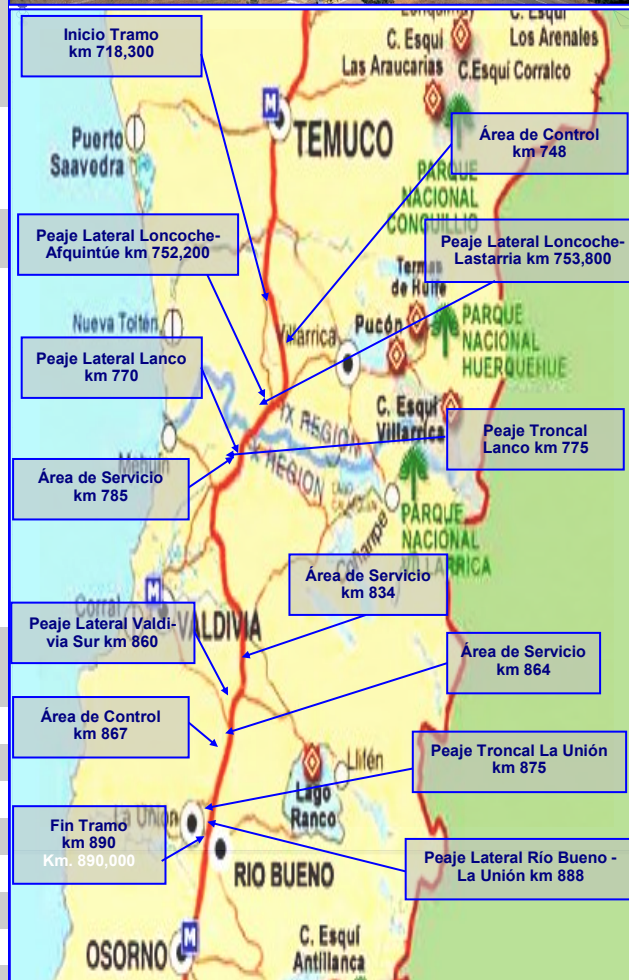 Lonquimay
C. Esquí
Los Arenales
Inicio Tramo
km 718,300
C. Esquí
Las Araucarias
C.Esquí Corralco
M
TEMUCO
Puerto
Saavedra
Área de Control
km 748
PARQUE
NACIONAL
CONGUILLIO
Peaje Lateral Loncoche-
Afquintúe km 752,200
Peaje Lateral Loncoche-
Lastarria km 753,800
Termas
de Huife
Nueva Toltén
Villarrica
Pucón
PARQUE
NACIONAL
HUERQUEHUE
Peaje Lateral Lanco
km 770
C. Esquí
Villarrica
IX REGION
X REGION
Peaje Troncal
Lanco km 775
Mehuín
Área de Servicio
km 785
LAGO
Coñaripe
PARQUE
NACIONAL
VILLARRICA
Área de Servicio
km 834
M
Corral
VALDIVIA
Peaje Lateral Valdi-
via Sur km 860
Área de Servicio
km 864
Área de Control
km 867
Peaje Troncal La Unión
km 875
Llifén
Lago
Ranco
La Unión
Fin Tramo
km 890
Km. 890,000
Peaje Lateral Río Bueno -
La Unión km 888
RIO BUENO
M
OSORNO
C. Esquí
Antillanca